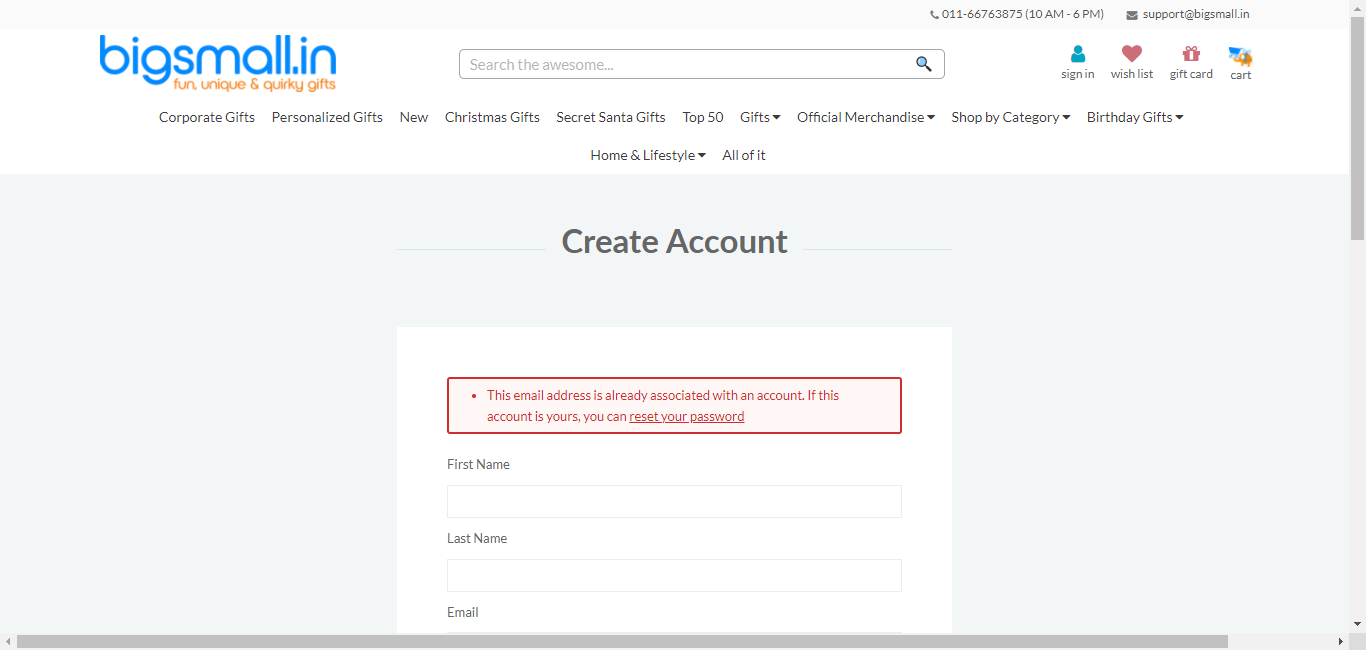 011-66763875 (10 AM - 6 PM) support@bigsmall.in
bigsmall.in
fun, unique & quirky gifts
Search the awesome...
sign in wish list gift card cart
Corporate Gifts Personalized Gifts New Christmas Gifts Secret Santa Gifts Top 50 Gifts Official Merchandise Shop by Category Birthday Gifts
Home & Lifestyle All of it
Create Account
This email address is already associated with an account. If this
account is yours, you can reset your password
First Name
Last Name
Email